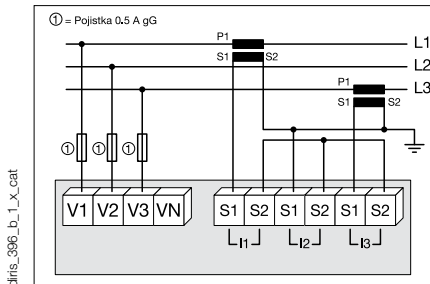 ① = Pojistka 0.5 A gG
P1
L1
S1 S2
L2
P1
L3
S1 S2
① ① ①
V1 V2 V3 VN
S1 S2 S1 S2 S1 S2
I1 I2 I3
diris_396_b_1_x_cat